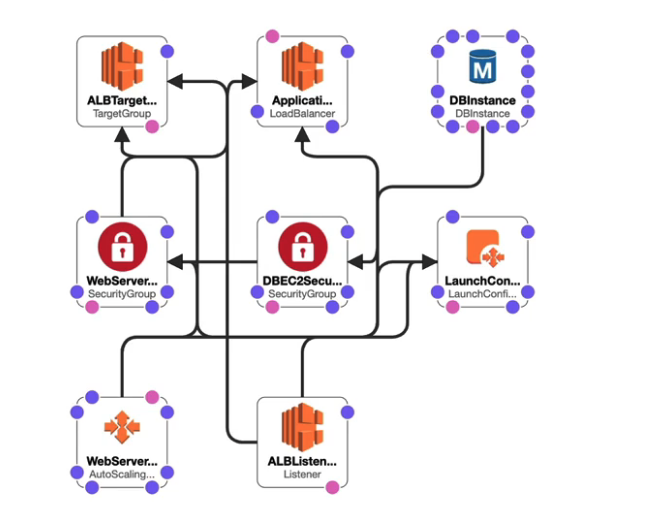 ALBTarget...
TargetGroup
Applicati...
LoadBalancer
M
DBInstance
DBInstance
WebServer...
SecurityGroup
DBEC2Secu...
SecurityGroup
LaunchCon...
LaunchConfi...
WebServer...
AutoScaling...
ALBListen...
Listener